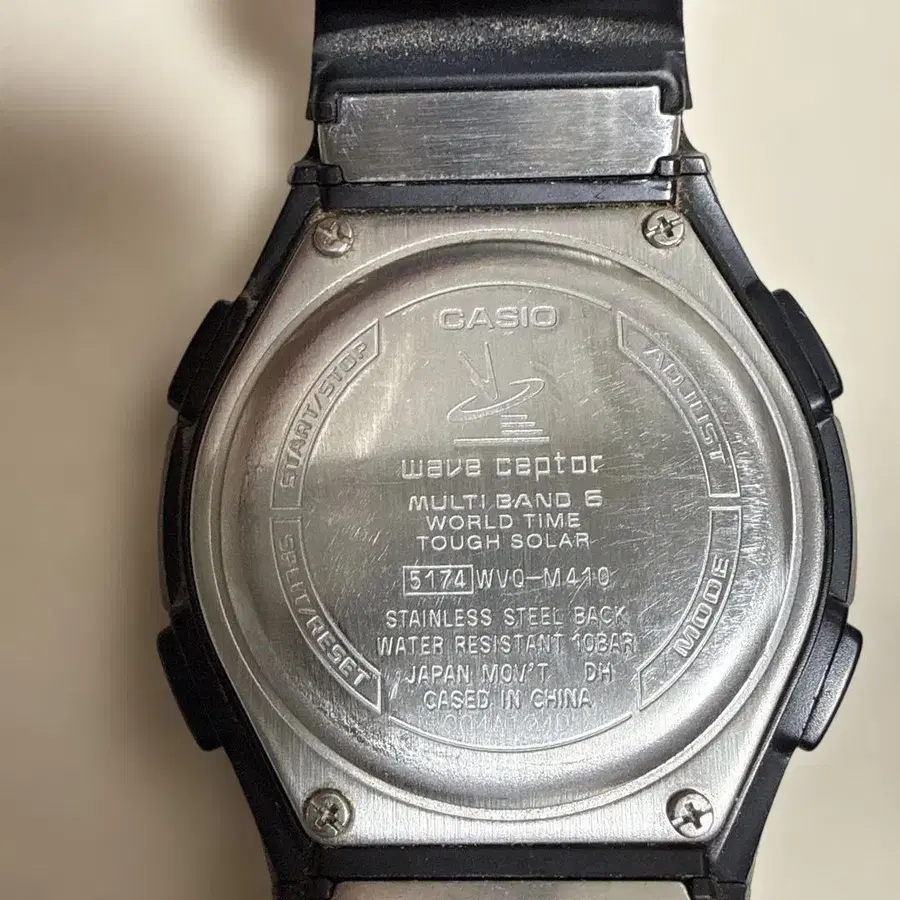 CASIO
START/STOP
ADJUST
wave ceptor
MULTI BAND 6
WORLD TIME
TOUGH SOLAR
5174 WVQ-M410
SPLIT/RESET
MODE
STAINLESS STEEL BACK
WATER RESISTANT 10BAR
JAPAN MOV'T DH
CASED IN CHINA